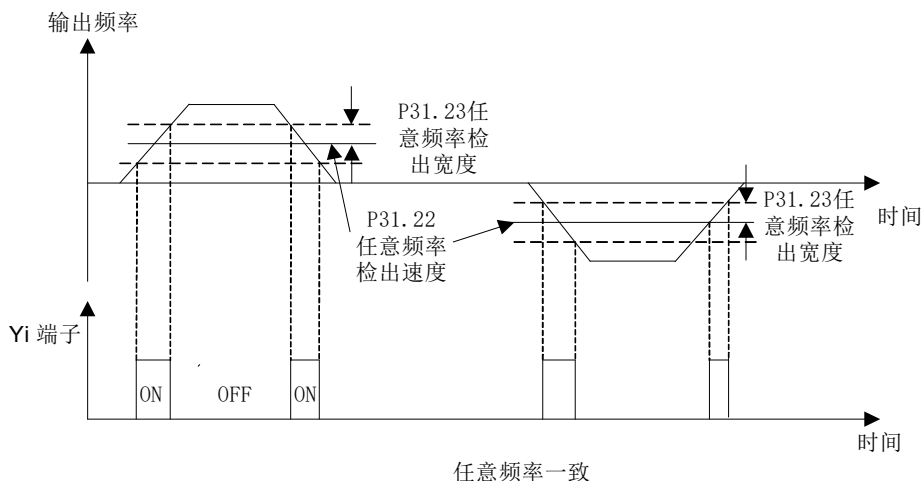 输出频率
P31.23任
意频率检
出宽度
P31.22
任意频率
检出速度
P31.23任
意频率检
出宽度
时间
Yi 端子
ON
OFF
ON
时间
任意频率一致